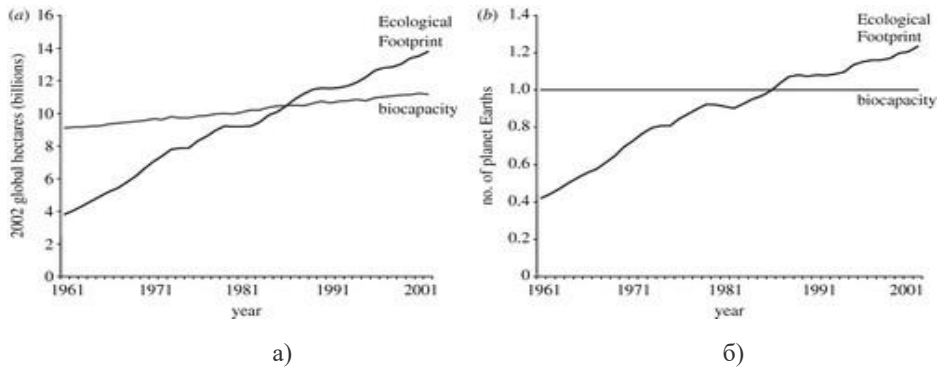 (a)
16
14
12
10
8
6
4
2
0
2002 global hectares (billions)
Ecological
Footprint
biocapacity
1961
1971
1981
1991
2001
year
(b)
1.4
1.2
1.0
0.8
0.6
0.4
0.2
0
no. of planet Earths
Ecological
Footprint
biocapacity
1961
1971
1981
1991
2001
year
а)
б)